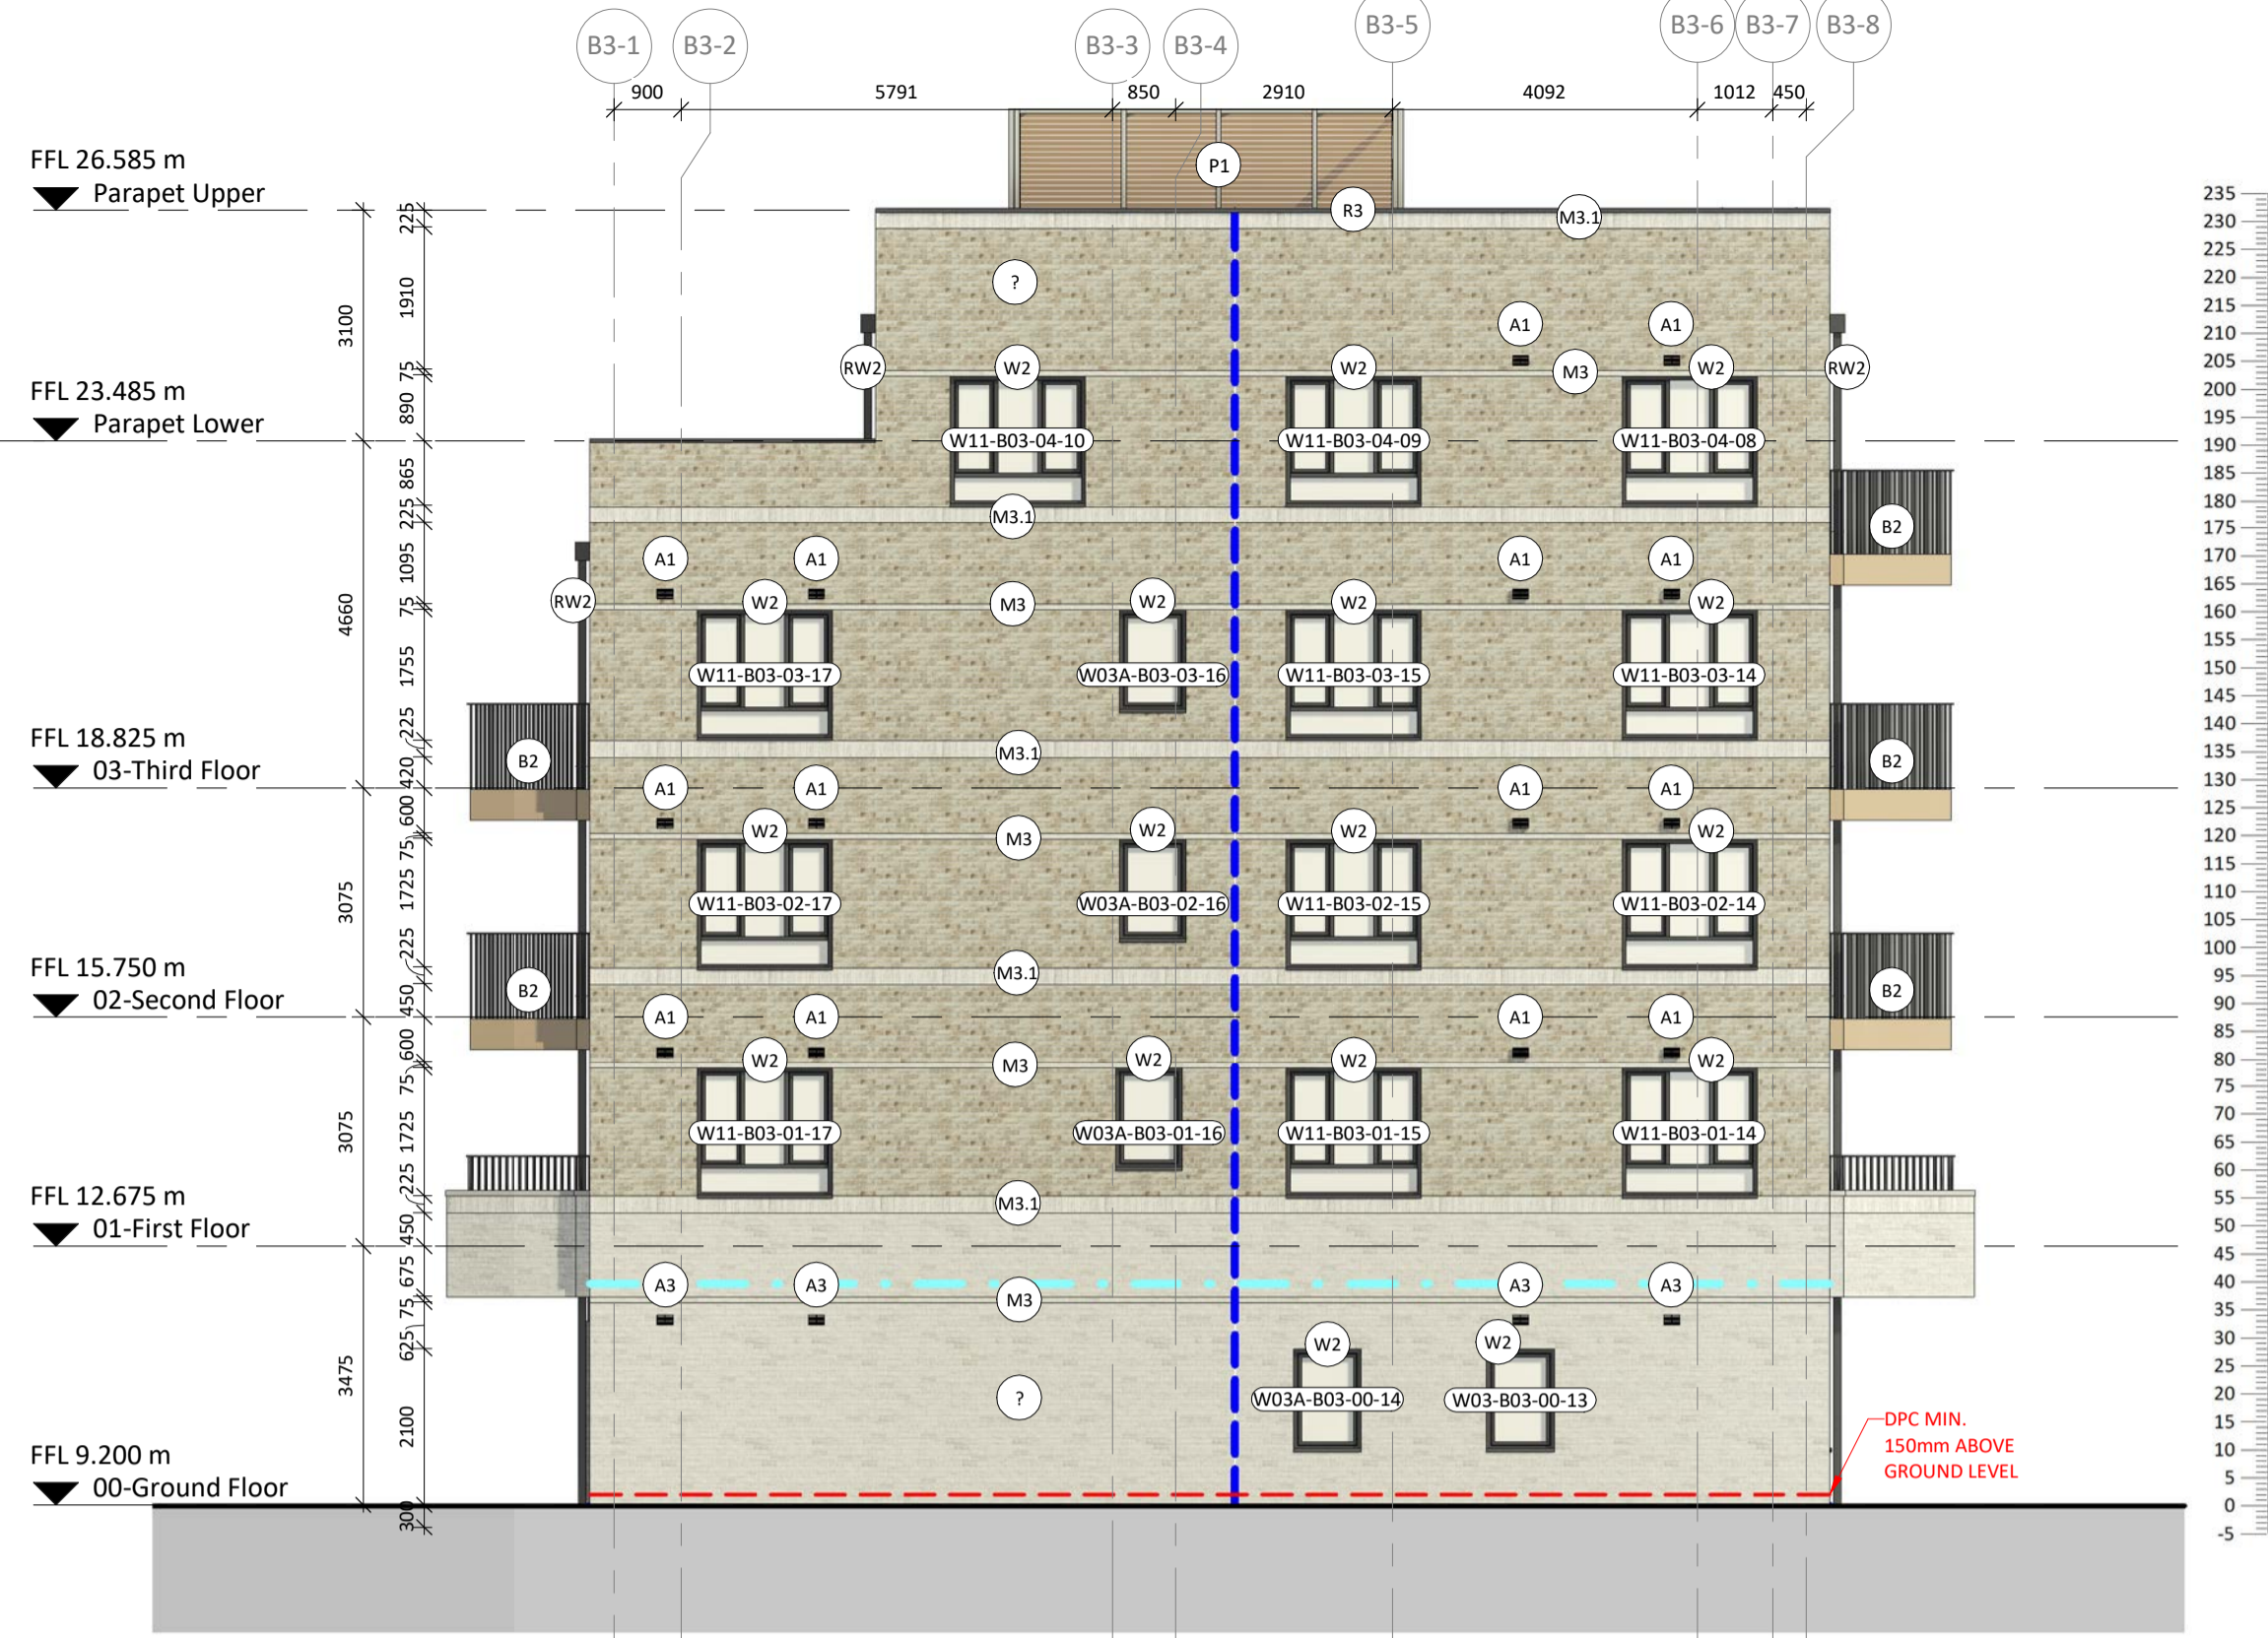 B3-1 B3-2 B3-3 B3-4 B3-5 B3-6 B3-7 B3-8
900 5791 850 2910 4092 1012 450
P1
FFL 26.585 m
Parapet Upper
R3 M3.1
?
A1 A1
RW2 W2 W2 M3 W2 RW2
FFL 23.485 m
Parapet Lower
W11-B03-04-10 W11-B03-04-09 W11-B03-04-08
M3.1 B2
A1 A1 A1 A1
RW2 W2 M3 W2 W2 W2
W11-B03-03-17 W03A-B03-03-16 W11-B03-03-15 W11-B03-03-14
FFL 18.825 m
03-Third Floor
B2 M3.1 B2
A1 A1 A1 A1
W2 M3 W2 W2 W2
W11-B03-02-17 W03A-B03-02-16 W11-B03-02-15 W11-B03-02-14
FFL 15.750 m
02-Second Floor
B2 M3.1 B2
A1 A1 A1 A1
W2 M3 W2 W2 W2
W11-B03-01-17 W03A-B03-01-16 W11-B03-01-15 W11-B03-01-14
FFL 12.675 m
01-First Floor
M3.1
A3 A3 M3 A3 A3
W2 W2
? W03A-B03-00-14 W03-B03-00-13
DPC MIN.
150mm ABOVE
GROUND LEVEL
FFL 9.200 m
00-Ground Floor
3100
4660
3075
3075
3475
225
1910
75
890
865
225
1095
75
1755
225
420
600
75
1725
225
450
600
75
1725
225
450
675
75
625
2100
300
235
230
225
220
215
210
205
200
195
190
185
180
175
170
165
160
155
150
145
140
135
130
125
120
115
110
105
100
95
90
85
80
75
70
65
60
55
50
45
40
35
30
25
20
15
10
5
0
-5